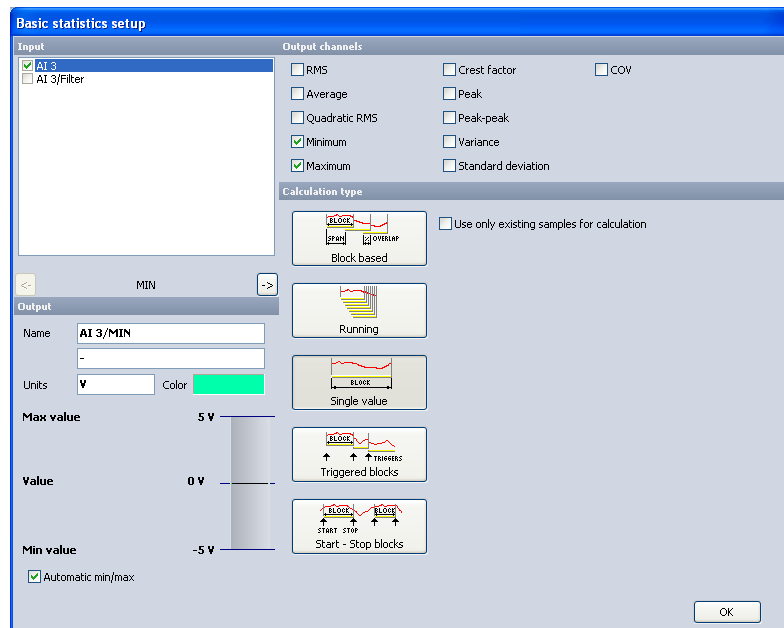 Basic statistics setup
Input
AI 3
AI 3/Filter
<-
MIN
->
Output
Name
AI 3/MIN
-
Units
V
Color
Max value
5 V
Value
0 V
Min value
-5 V
Automatic min/max
Output channels
RMS
Average
Quadratic RMS
Minimum
Maximum
Crest factor
Peak
Peak-peak
Variance
Standard deviation
COV
Calculation type
BLOCK
SPAN
% OVERLAP
Block based
Running
BLOCK
Single value
BLOCK
TRIGGERS
Triggered blocks
BLOCK BLOCK
START STOP
Start - Stop blocks
Use only existing samples for calculation
OK